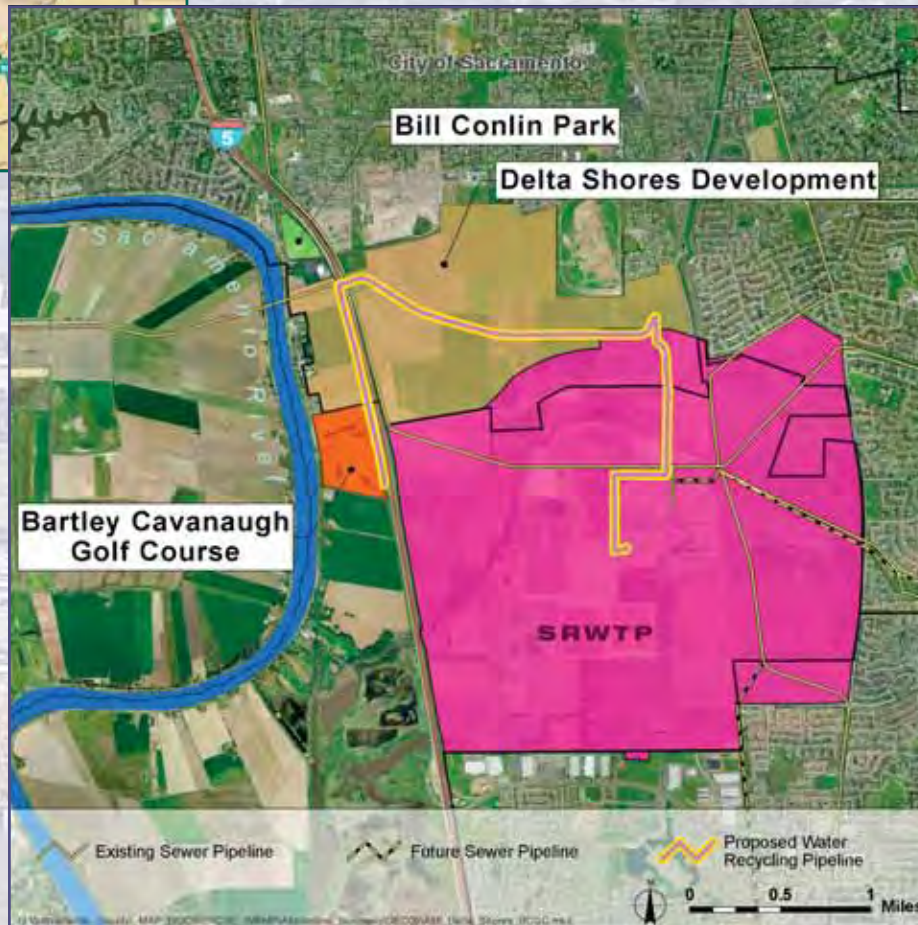 City of Sacramento
5
Bill Conlin Park
Delta Shores Development
Sacramento River
Bartley Cavanaugh
Golf Course
SRWTP
Existing Sewer Pipeline
Future Sewer Pipeline
Proposed Water
Recycling Pipeline
N
0 0.5 1
Miles